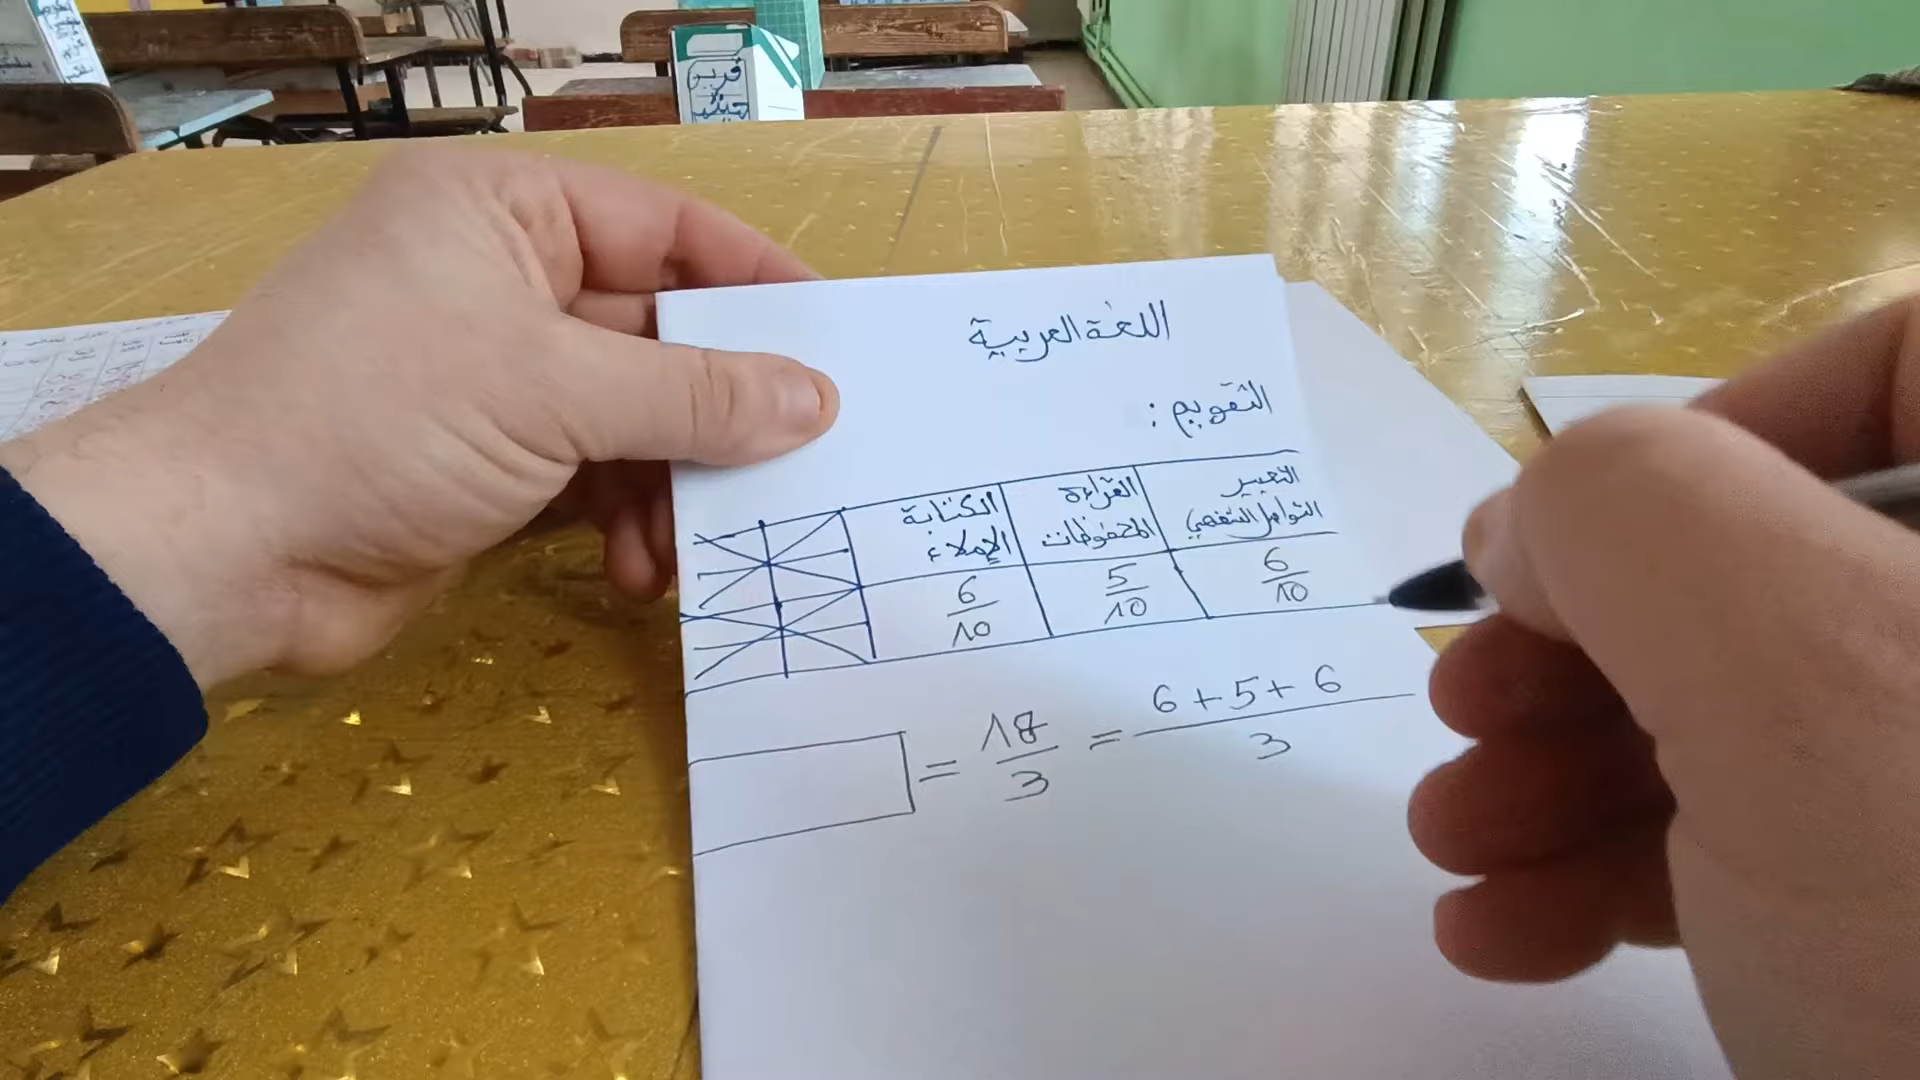 اللغة العربية
التقويم :
التعبير
التواصل الشفهي
القراءة
المحفوظات
الكتابة
الإملاء
6/10
5/10
6/10
6+5+6/3 = 18/3 =